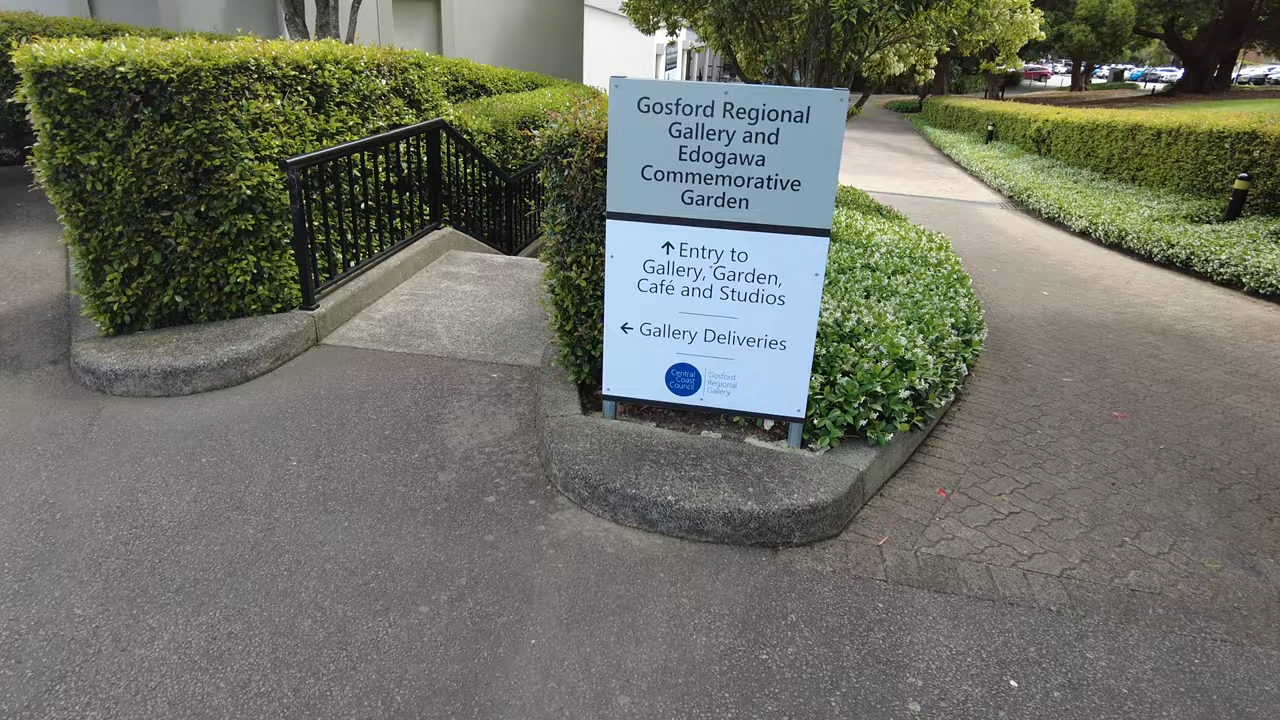 Gosford Regional
Gallery and
Edogawa
Commemorative
Garden
↑ Entry to
Gallery, Garden,
Café and Studios
← Gallery Deliveries
Central
Coast
Council
Gosford
Regional
Gallery